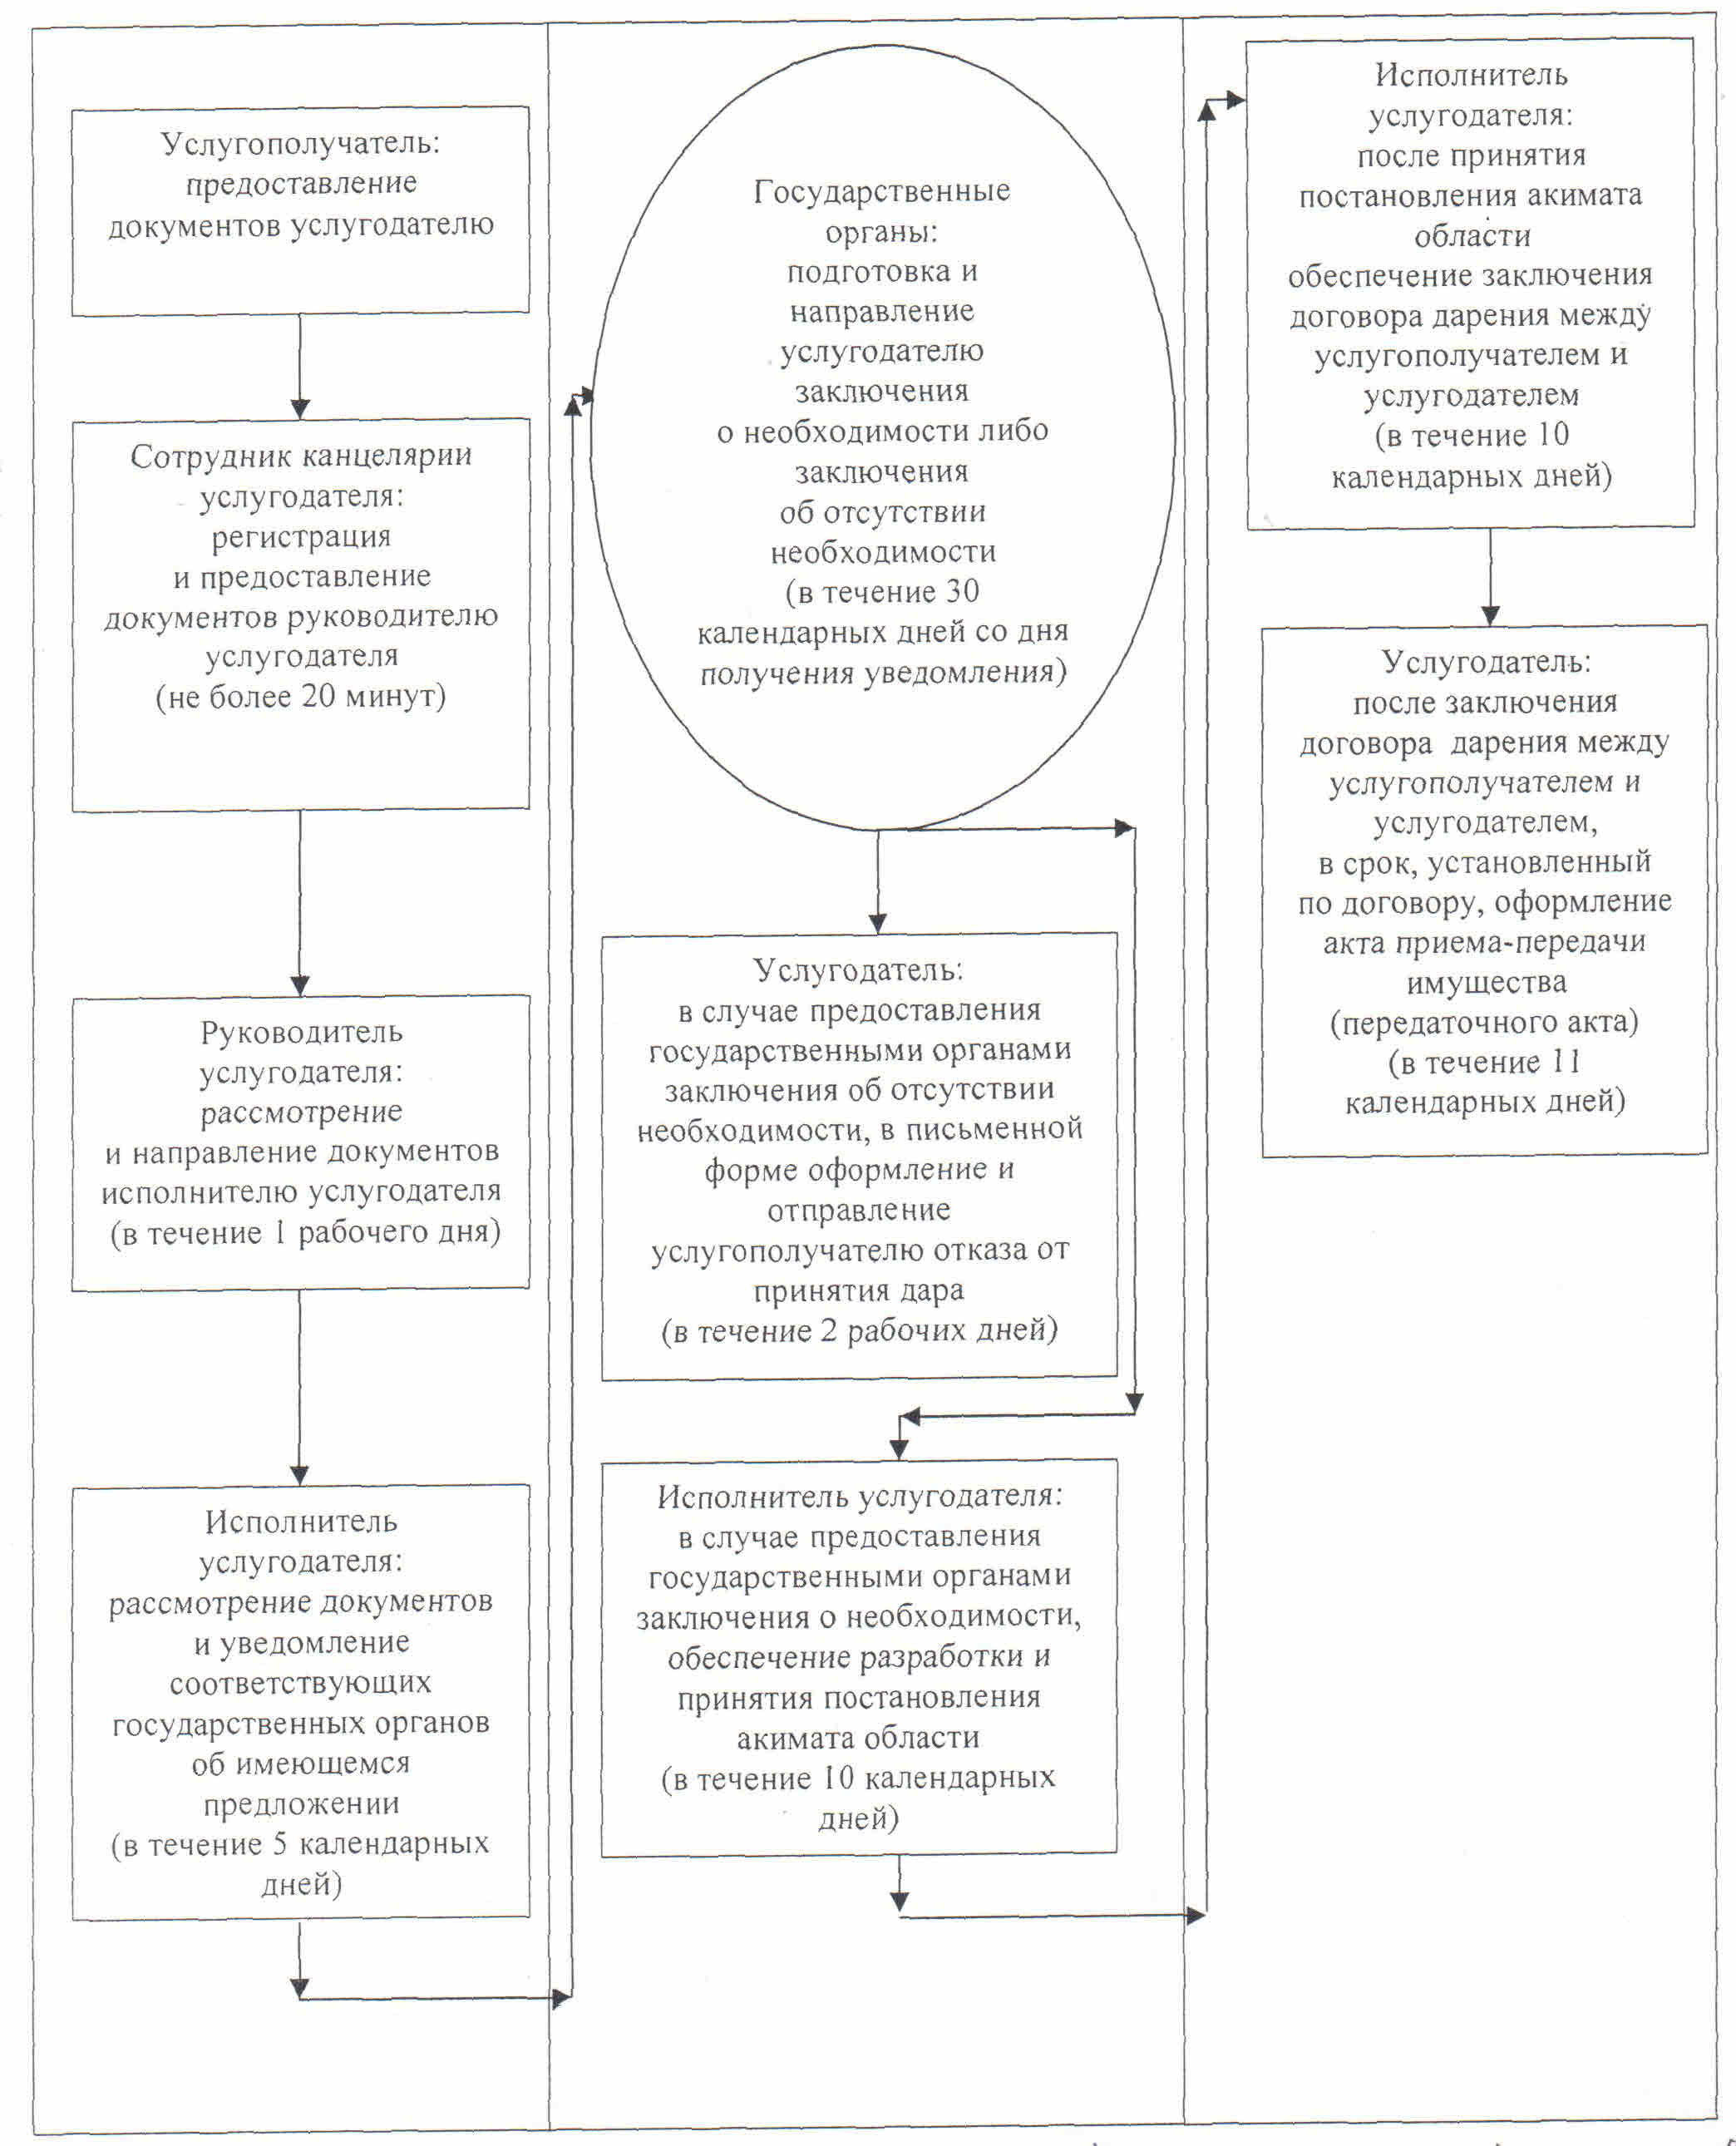 Услугополучатель:
предоставление
документов услугодателю
Сотрудник канцелярии
услугодателя:
регистрация
и предоставление
документов руководителю
услугодателя
(не более 20 минут)
Руководитель
услугодателя:
рассмотрение
и направление документов
исполнителю услугодателя
(в течение 1 рабочего дня)
Исполнитель
услугодателя:
рассмотрение документов
и уведомление
соответствующих
государственных органов
об имеющемся
предложении
(в течение 5 календарных
дней)
Государственные
органы:
подготовка и
направление
услугодателю
заключения
о необходимости либо
заключения
об отсутствии
необходимости
(в течение 30
календарных дней со дня
получения уведомления)
Услугодатель:
в случае предоставления
государственными органами
заключения об отсутствии
необходимости, в письменной
форме оформление и
отправление
услугополучателю отказа от
принятия дара
(в течение 2 рабочих дней)
Исполнитель услугодателя:
в случае предоставления
государственными органами
заключения о необходимости,
обеспечение разработки и
принятия постановления
акимата области
(в течение 10 календарных
дней)
Исполнитель
услугодателя:
после принятия
постановления акимата
области
обеспечение заключения
договора дарения между
услугополучателем и
услугодателем
(в течение 10
календарных дней)
Услугодатель:
после заключения
договора дарения между
услугополучателем и
услугодателем,
в срок, установленный
по договору, оформление
акта приема-передачи
имущества
(передаточного акта)
(в течение 11
календарных дней)